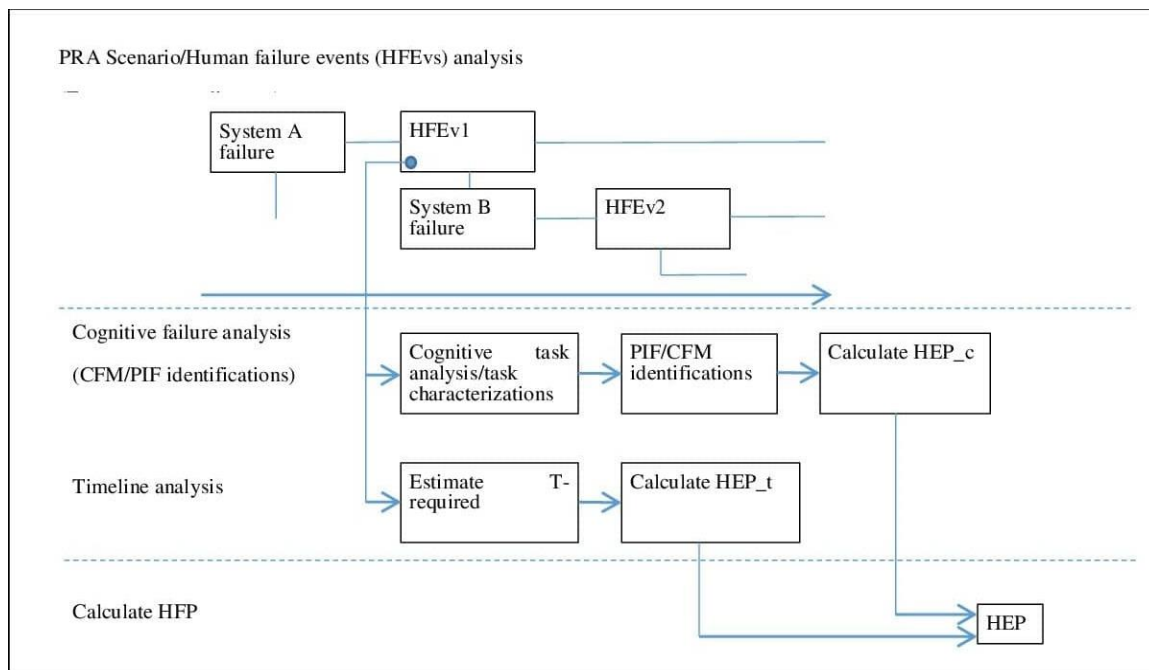 PRA Scenario/Human failure events (HFEvs) analysis
System A
failure
HFEv1
System B
failure
HFEv2
Cognitive failure analysis
(CFM/PIF identifications)
Cognitive task
analysis/task
characterizations
PIF/CFM
identifications
Calculate HEP_c
Timeline analysis
Estimate T-
required
Calculate HEP_t
Calculate HFP
HEP